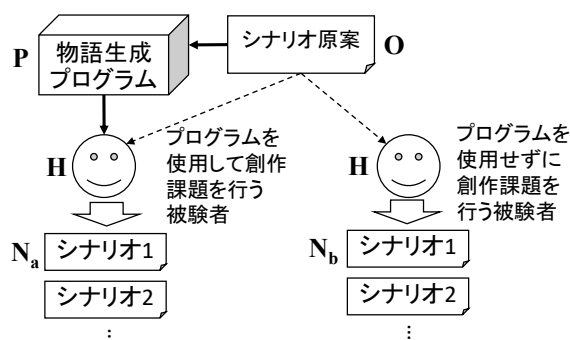 P
物語生成
プログラム
シナリオ原案
O
H
プログラムを
使用して創作
課題を行う
被験者
H
プログラムを
使用せずに
創作課題を
行う被験者
Na
シナリオ1
シナリオ2
⋮
Nb
シナリオ1
シナリオ2
⋮